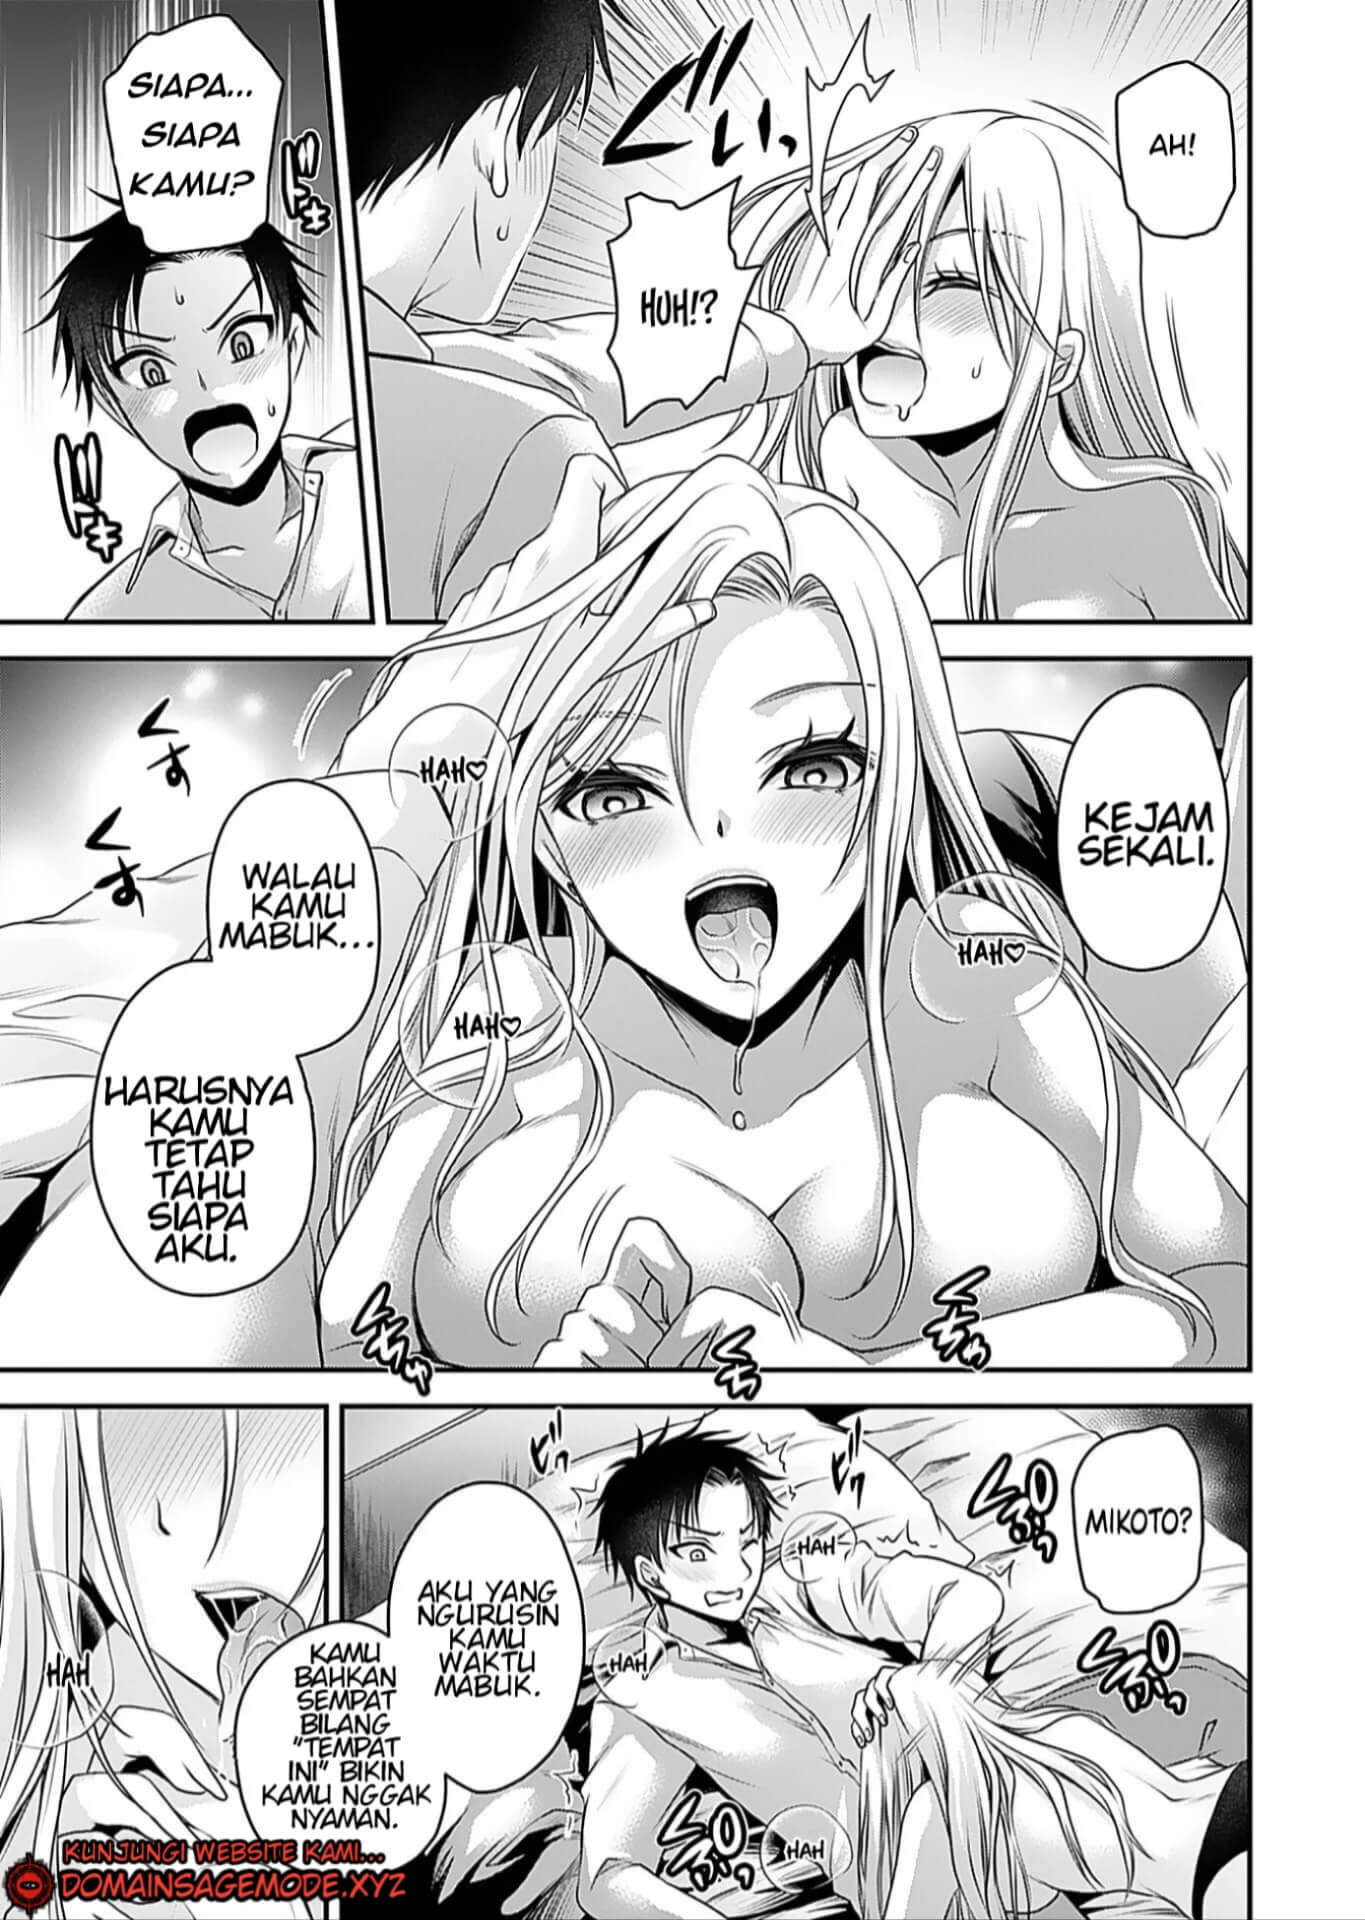 AH!
HUH!?
SIAPA...
SIAPA
KAMU?
KEJAM
SEKALI.
HAH♡
HAH♡
HAH♡
WALAU
KAMU
MABUK...
HARUSNYA
KAMU
TETAP
TAHU
SIAPA
AKU.
くす
くす
MIKOTO?
HAH
HAH
HAH
AKU YANG
NGURUSIN
KAMU
WAKTU
MABUK.
KAMU
BAHKAN
SEMPAT
BILANG
"TEMPAT
INI" BIKIN
KAMU NGGAK
NYAMAN.
HAH
KUNJUNGI WEBSITE KAMI...
DOMAINSAGEMODE.XYZ